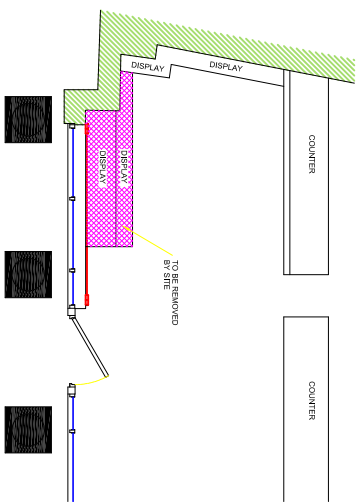 DISPLAY
DISPLAY
COUNTER
DISPLAY
DISPLAY
TO BE REMOVED
BY SITE
COUNTER